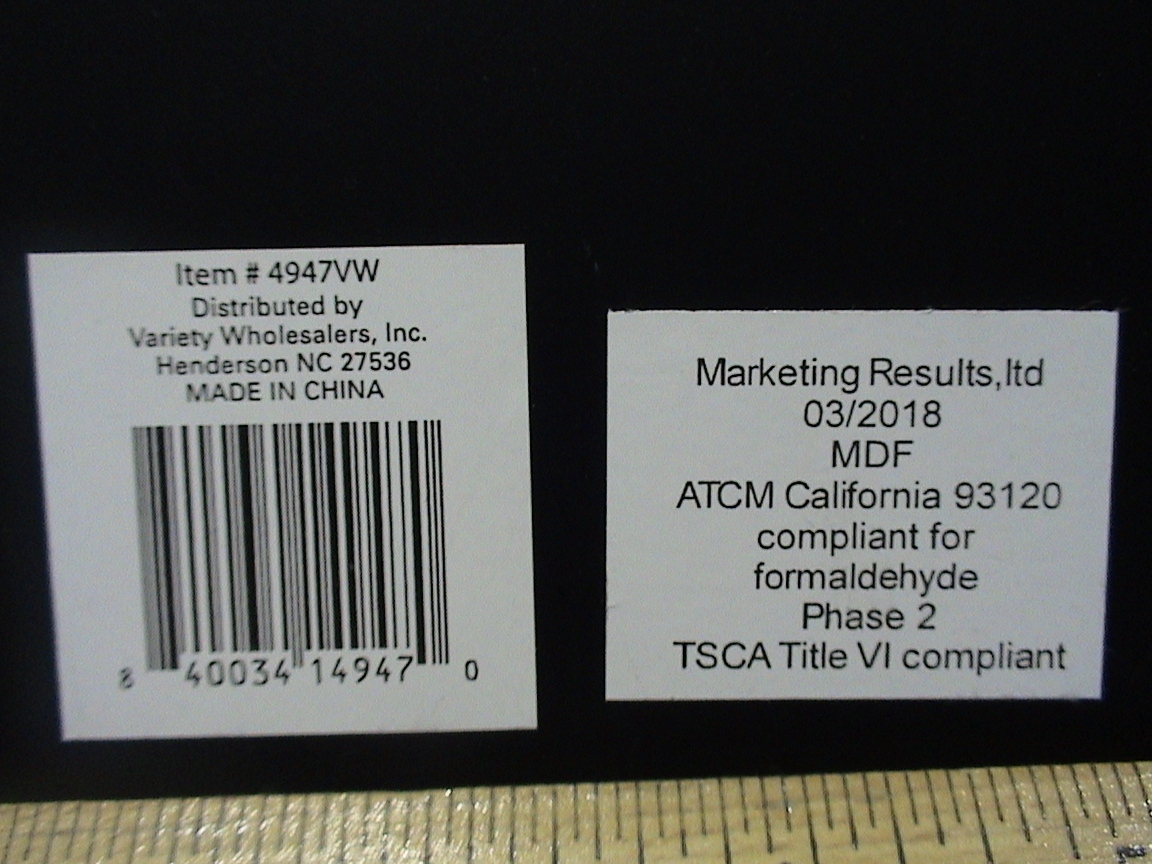 Item # 4947VW
Distributed by
Variety Wholesalers, Inc.
Henderson NC 27536
MADE IN CHINA
8 40034 14947 0
Marketing Results,ltd
03/2018
MDF
ATCM California 93120
compliant for
formaldehyde
Phase 2
TSCA Title VI compliant